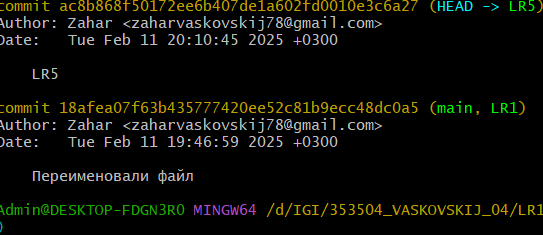 commit ac8b868f50172ee6b407de1a602fd0010e3c6a27 (HEAD -> LR5)
Author: Zahar <zaharvaskovskij78@gmail.com>
Date:   Tue Feb 11 20:10:45 2025 +0300
LR5
commit 18afea07f63b435777420ee52c81b9ecc48dc0a5 (main, LR1)
Author: Zahar <zaharvaskovskij78@gmail.com>
Date:   Tue Feb 11 19:46:59 2025 +0300
Переименовали файл
Admin@DESKTOP-FDGN3R0 MINGW64 /d/IGI/353504_VASKOVSKIJ_04/LR1
)